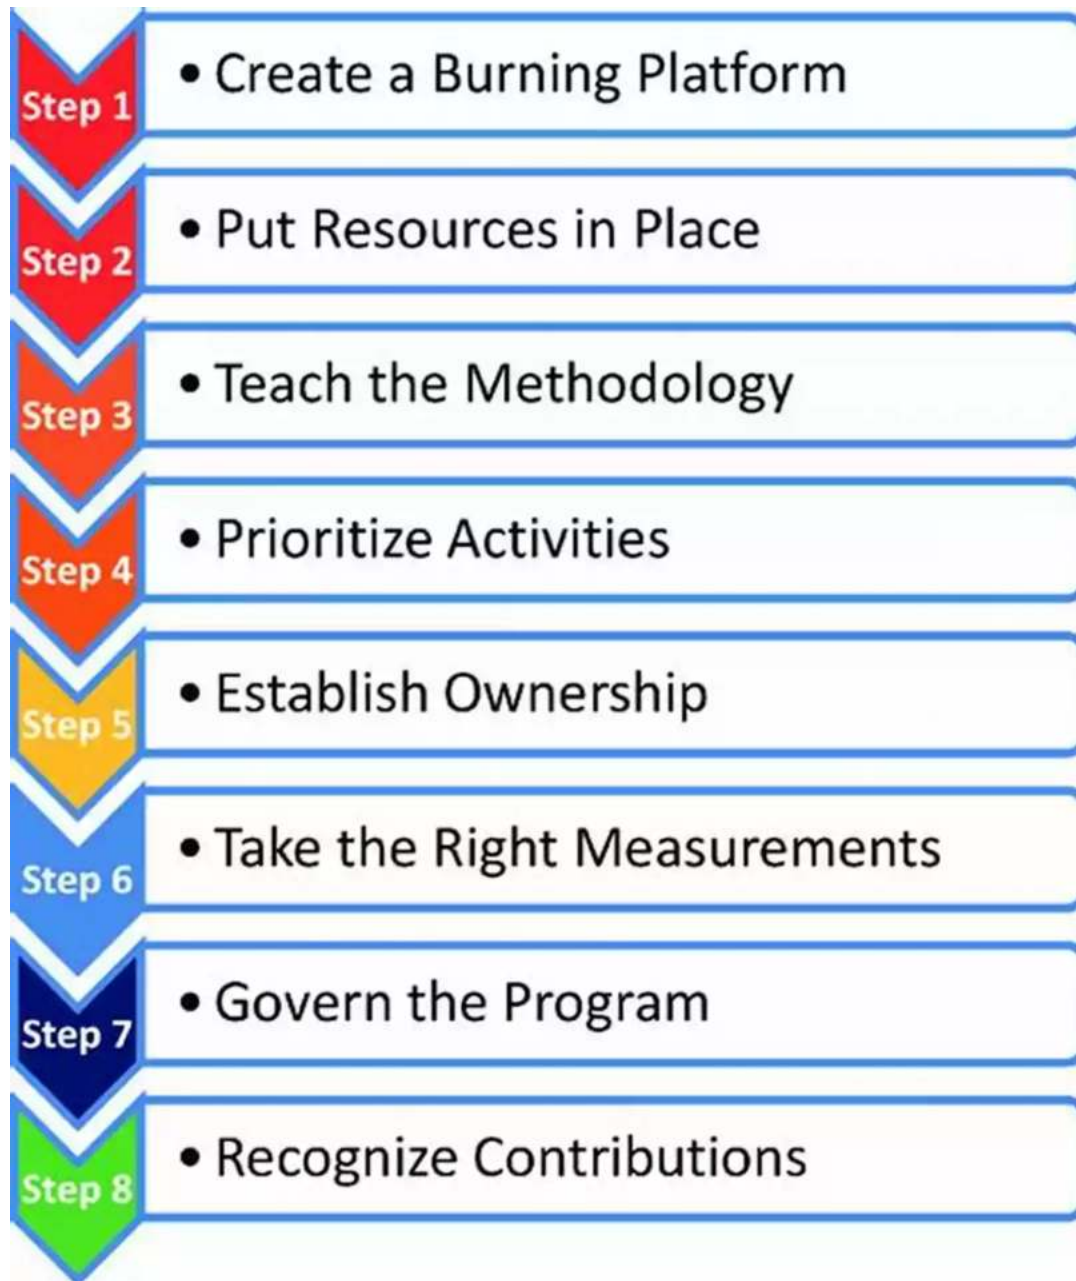 Step 1
• Create a Burning Platform
Step 2
• Put Resources in Place
Step 3
• Teach the Methodology
Step 4
• Prioritize Activities
Step 5
• Establish Ownership
Step 6
• Take the Right Measurements
Step 7
• Govern the Program
Step 8
• Recognize Contributions